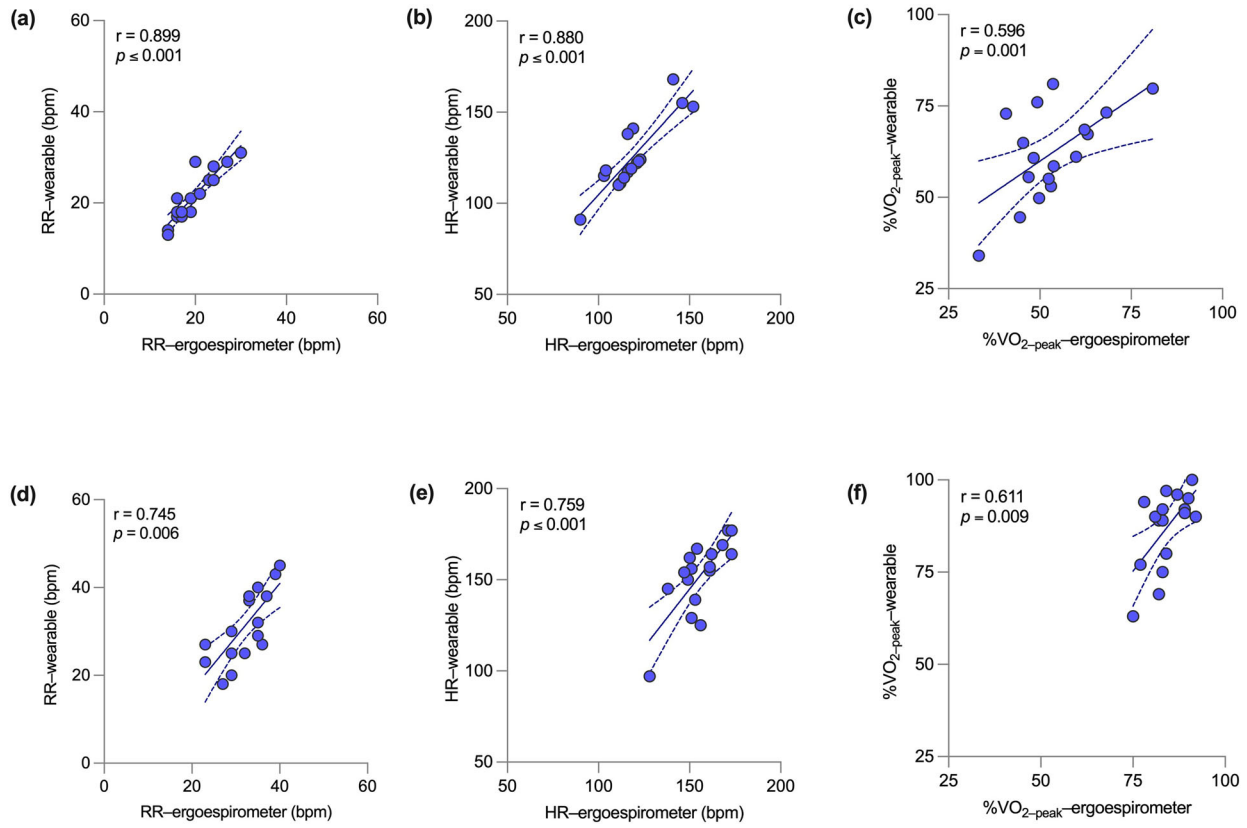 (a)
r = 0.899
p ≤ 0.001
60
40
20
0
RR–wearable (bpm)
0 20 40 60
RR–ergoespirometer (bpm)
(b)
r = 0.880
p ≤ 0.001
200
150
100
50
HR–wearable (bpm)
50 100 150 200
HR–ergoespirometer (bpm)
(c)
r = 0.596
p = 0.001
100
75
50
25
%VO2–peak–wearable
25 50 75 100
%VO2–peak–ergoespirometer
(d)
r = 0.745
p = 0.006
60
40
20
0
RR–wearable (bpm)
0 20 40 60
RR–ergoespirometer (bpm)
(e)
r = 0.759
p ≤ 0.001
200
150
100
50
HR–wearable (bpm)
50 100 150 200
HR–ergoespirometer (bpm)
(f)
r = 0.611
p = 0.009
100
75
50
25
%VO2–peak–wearable
25 50 75 100
%VO2–peak–ergoespirometer